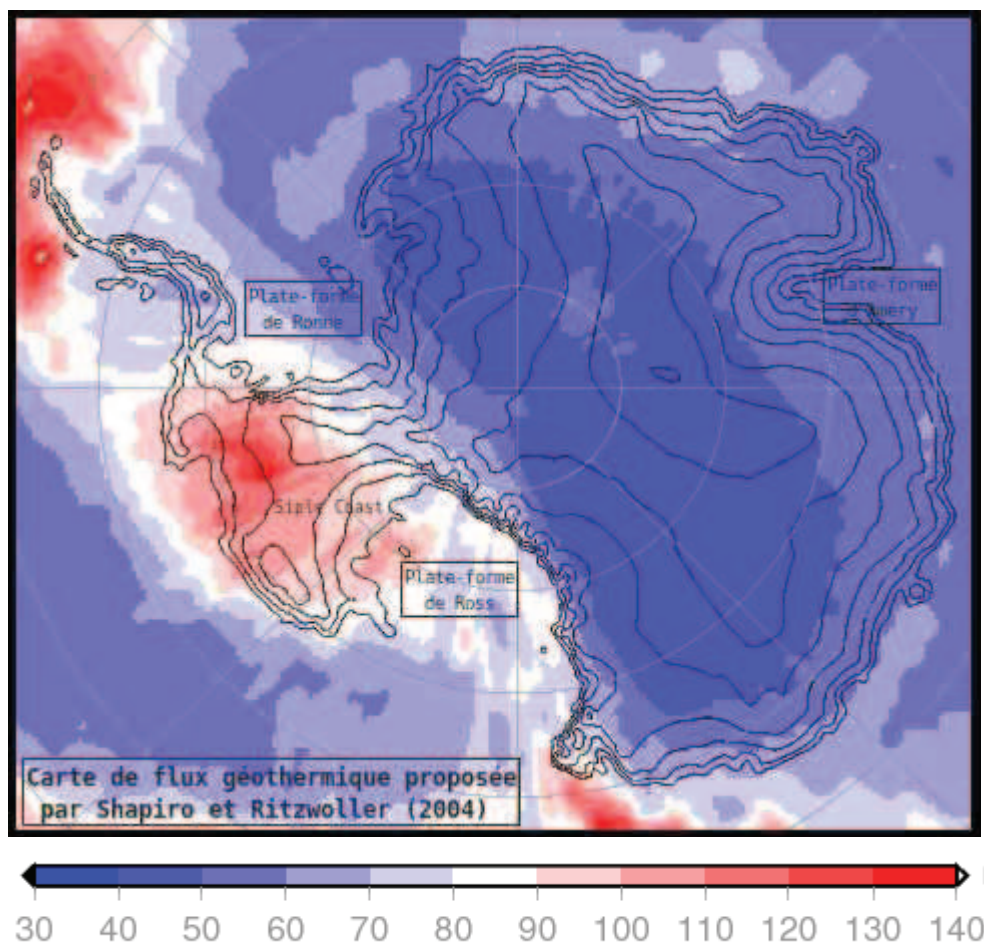 Plate-forme
de Ronne
Plate-forme
d'Amery
Siple Coast
Plate-forme
de Ross
Carte de flux géothermique proposée
par Shapiro et Ritzwoller (2004)
30 40 50 60 70 80 90 100 110 120 130 140